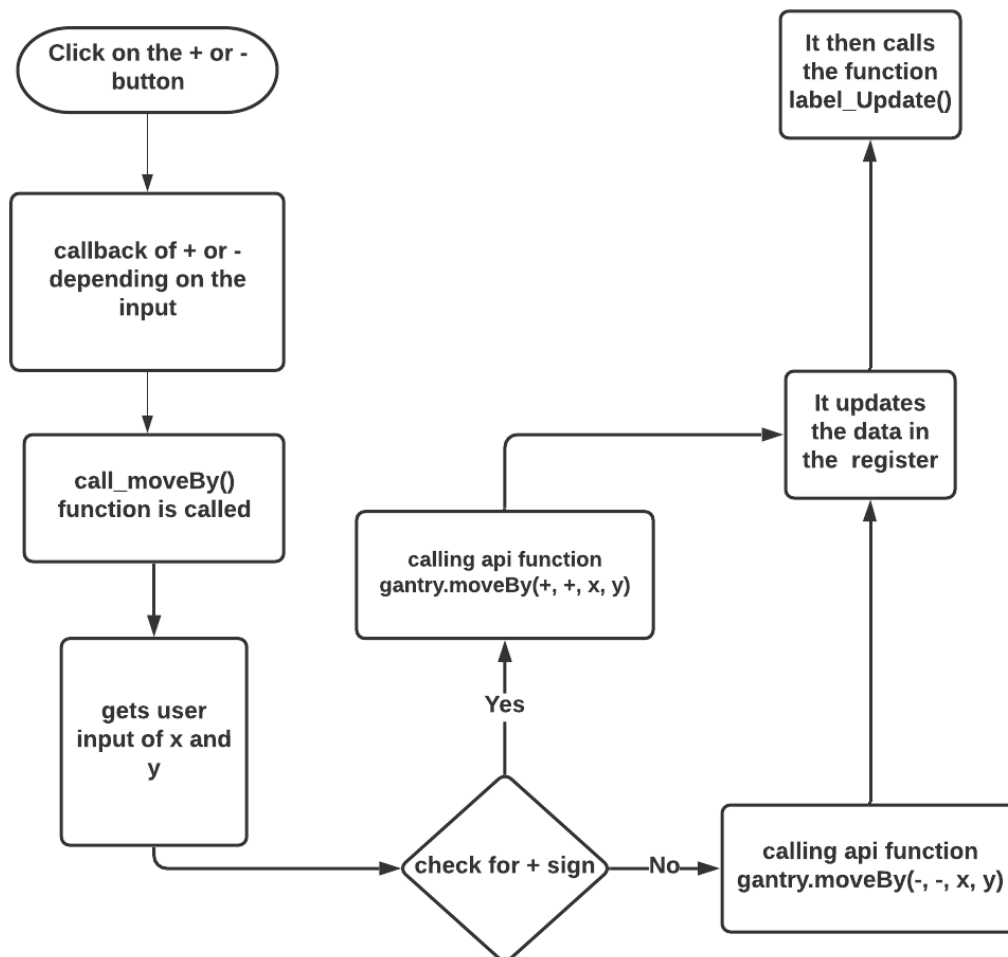 Click on the + or -
button
callback of + or -
depending on the
input
call_moveBy()
function is called
gets user
input of x and
y
check for + sign
Yes
calling api function
gantry.moveBy(+, +, x, y)
No
calling api function
gantry.moveBy(-, -, x, y)
It updates
the data in
the  register
It then calls
the function
label_Update()